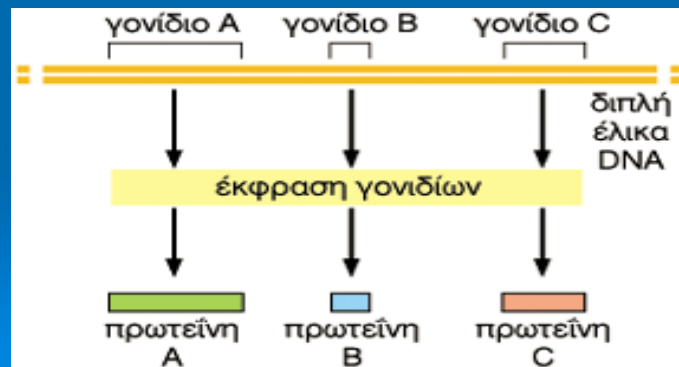 γονίδιο A γονίδιο B γονίδιο C
διπλή
έλικα
DNA
έκφραση γονιδίων
πρωτεΐνη πρωτεΐνη πρωτεΐνη
A B C